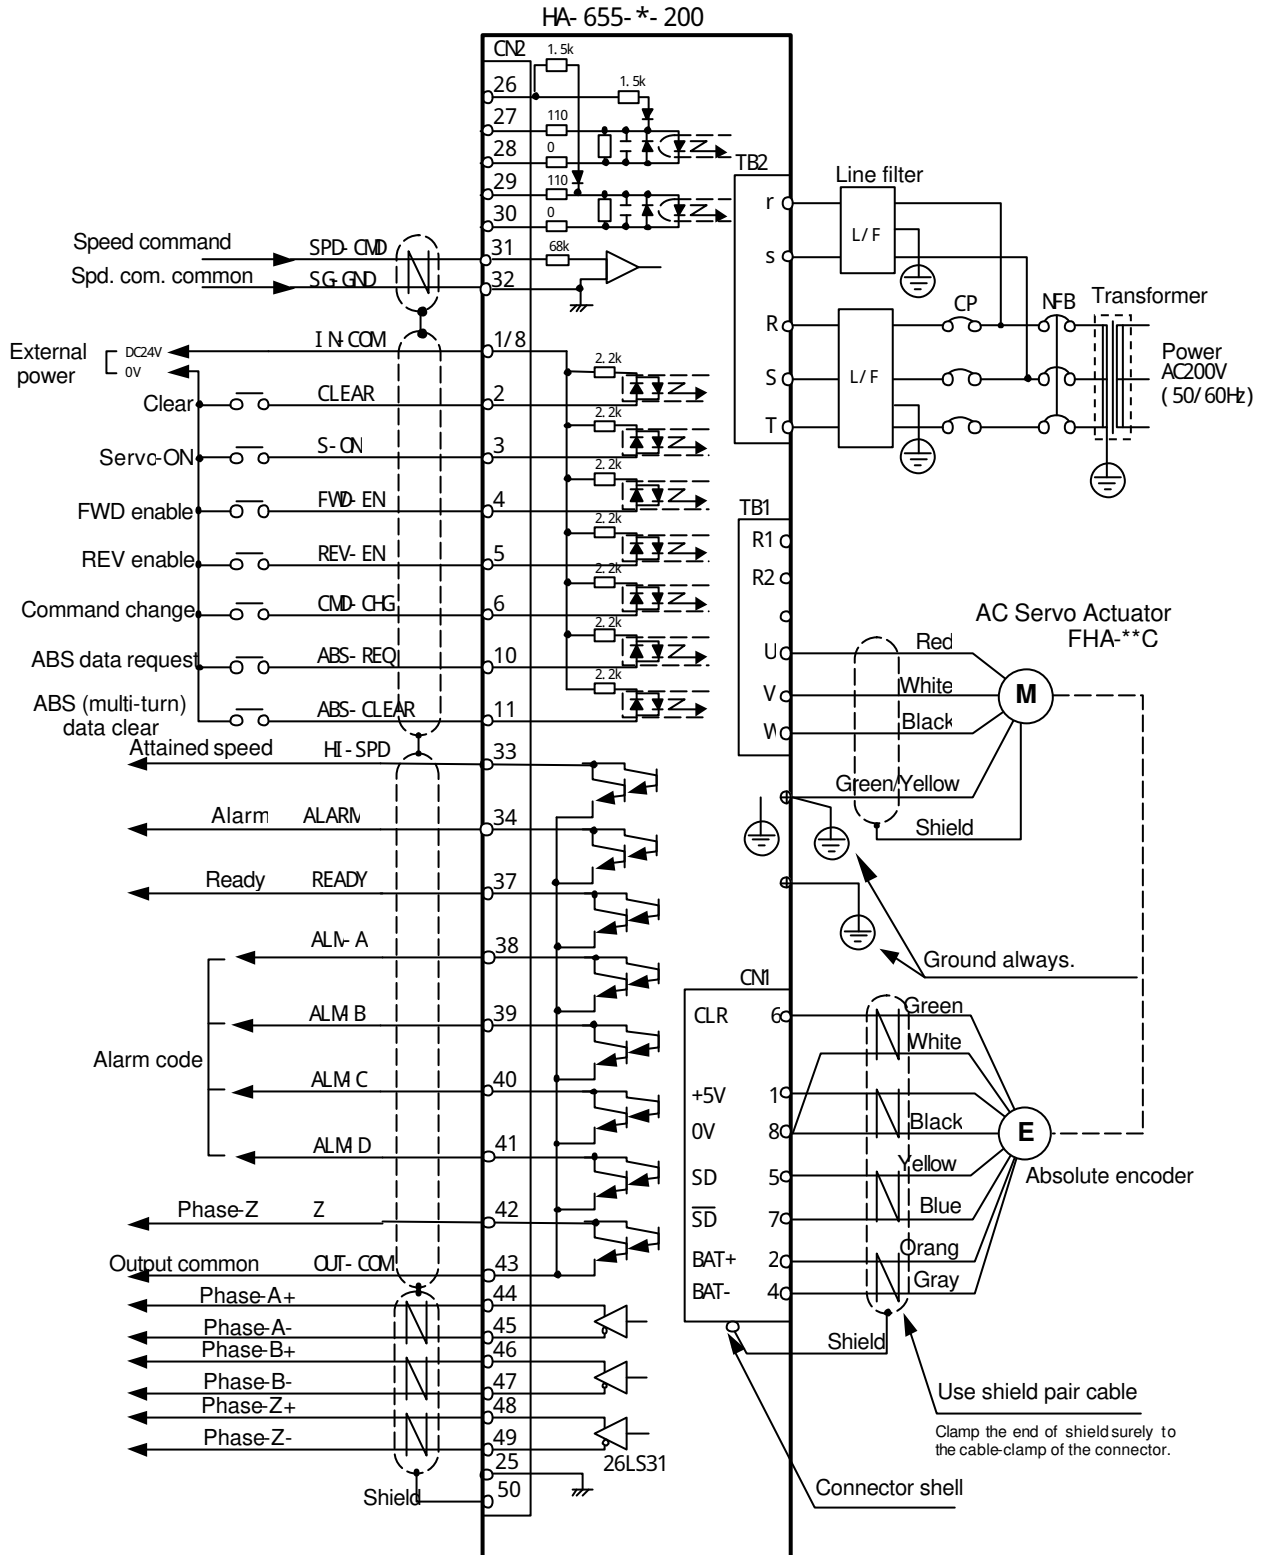 HA-655-*-200
CN2
1.5k
26
1.5k
27
110
28
0
TB2
29
110
30
0
Line filter
r
L/F
s
Speed command
SPD-CMD
31
68k
Spd. com. common
SG-GND
32
CP
NFB
Transformer
R
External
power
DC24V
0V
IN-COM
1/8
2.2k
Power
AC200V
(50/60Hz)
S
L/F
Clear
CLEAR
2
2.2k
T
Servo-ON
S-ON
3
2.2k
FWD enable
FWD-EN
4
TB1
2.2k
R1
REV enable
REV-EN
5
R2
2.2k
Command change
CMD-CHG
6
AC Servo Actuator
FHA-**C
2.2k
ABS data request
ABS-REQ
10
U
Red
2.2k
ABS (multi-turn)
data clear
ABS-CLEAR
11
V
White
M
W
Black
Attained speed
HI-SPD
33
Green/Yellow
Alarm
ALARM
34
Shield
Ready
READY
37
ALM-A
38
Ground always.
CN1
ALM-B
39
CLR
6
Green
White
Alarm code
ALM-C
40
+5V
1
0V
8
Black
E
ALM-D
41
SD
5
Yellow
Absolute encoder
Phase-Z
Z
42
SD
7
Blue
Output common
OUT-COM
43
BAT+
2
Orang
BAT-
4
Gray
Phase-A+
44
Phase-A-
45
Shield
Phase-B+
46
Phase-B-
47
Use shield pair cable
Phase-Z+
48
Clamp the end of shield surely to
the cable-clamp of the connector.
Phase-Z-
49
26LS31
25
Connector shell
Shield
50